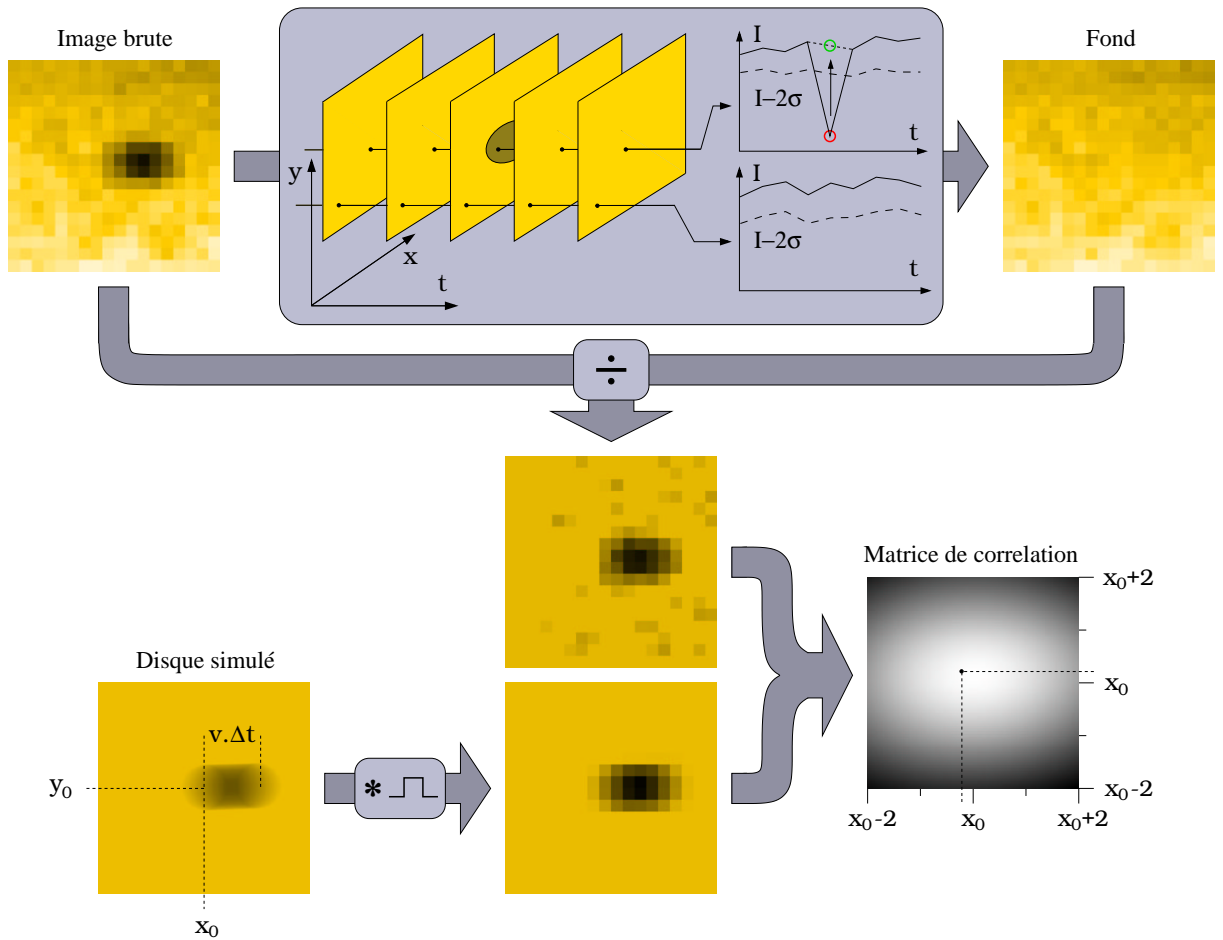 Image brute
Fond
I
I–2σ
t
I
I–2σ
t
y
x
t
÷
Matrice de correlation
x₀+2
x₀
x₀-2
x₀-2
x₀
x₀+2
Disque simulé
v.Δt
y₀
x₀
*